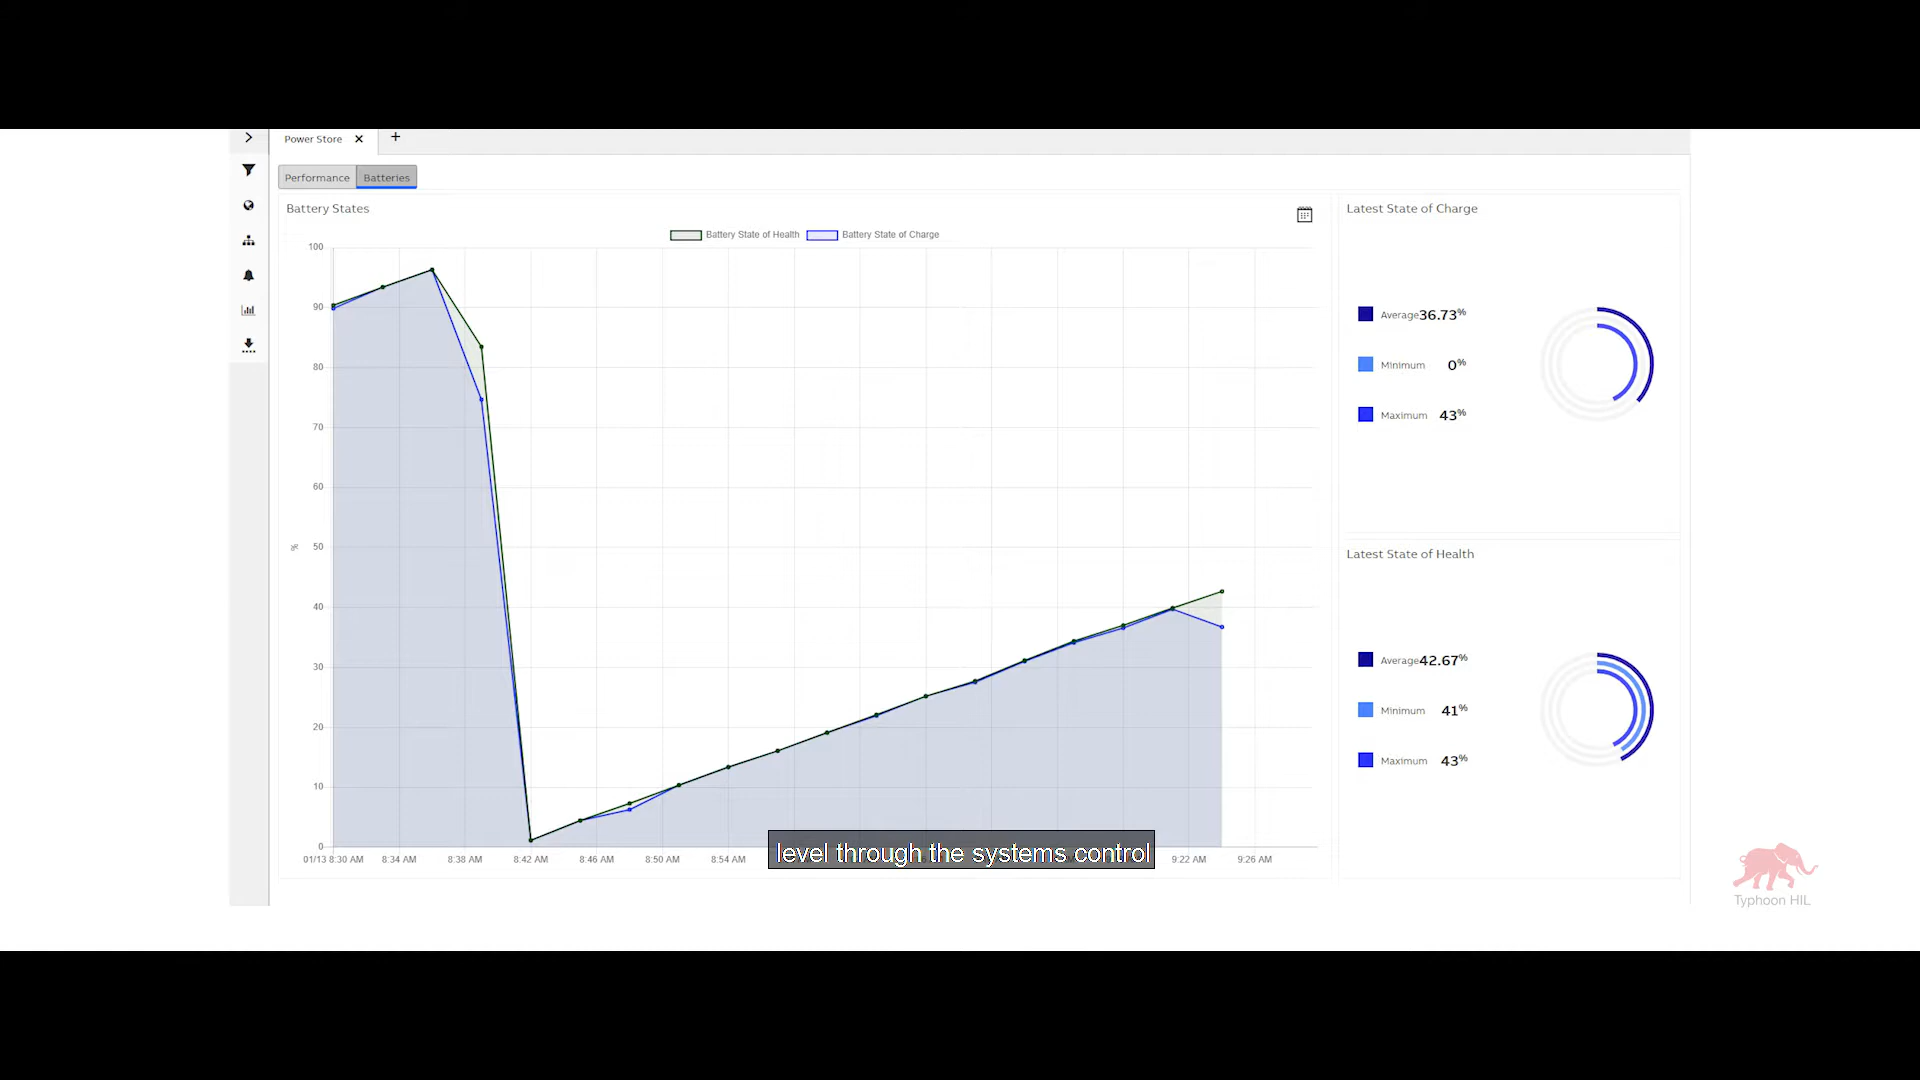 Power Store
Performance Batteries
Battery States
Battery State of Health Battery State of Charge
100
90
80
70
60
50
40
30
20
10
0
%
01/13 8:30 AM 8:34 AM 8:38 AM 8:42 AM 8:46 AM 8:50 AM 8:54 AM 9:22 AM 9:26 AM
level through the systems control
Latest State of Charge
Average 36.73%
Minimum 0%
Maximum 43%
Latest State of Health
Average 42.67%
Minimum 41%
Maximum 43%
Typhoon HIL